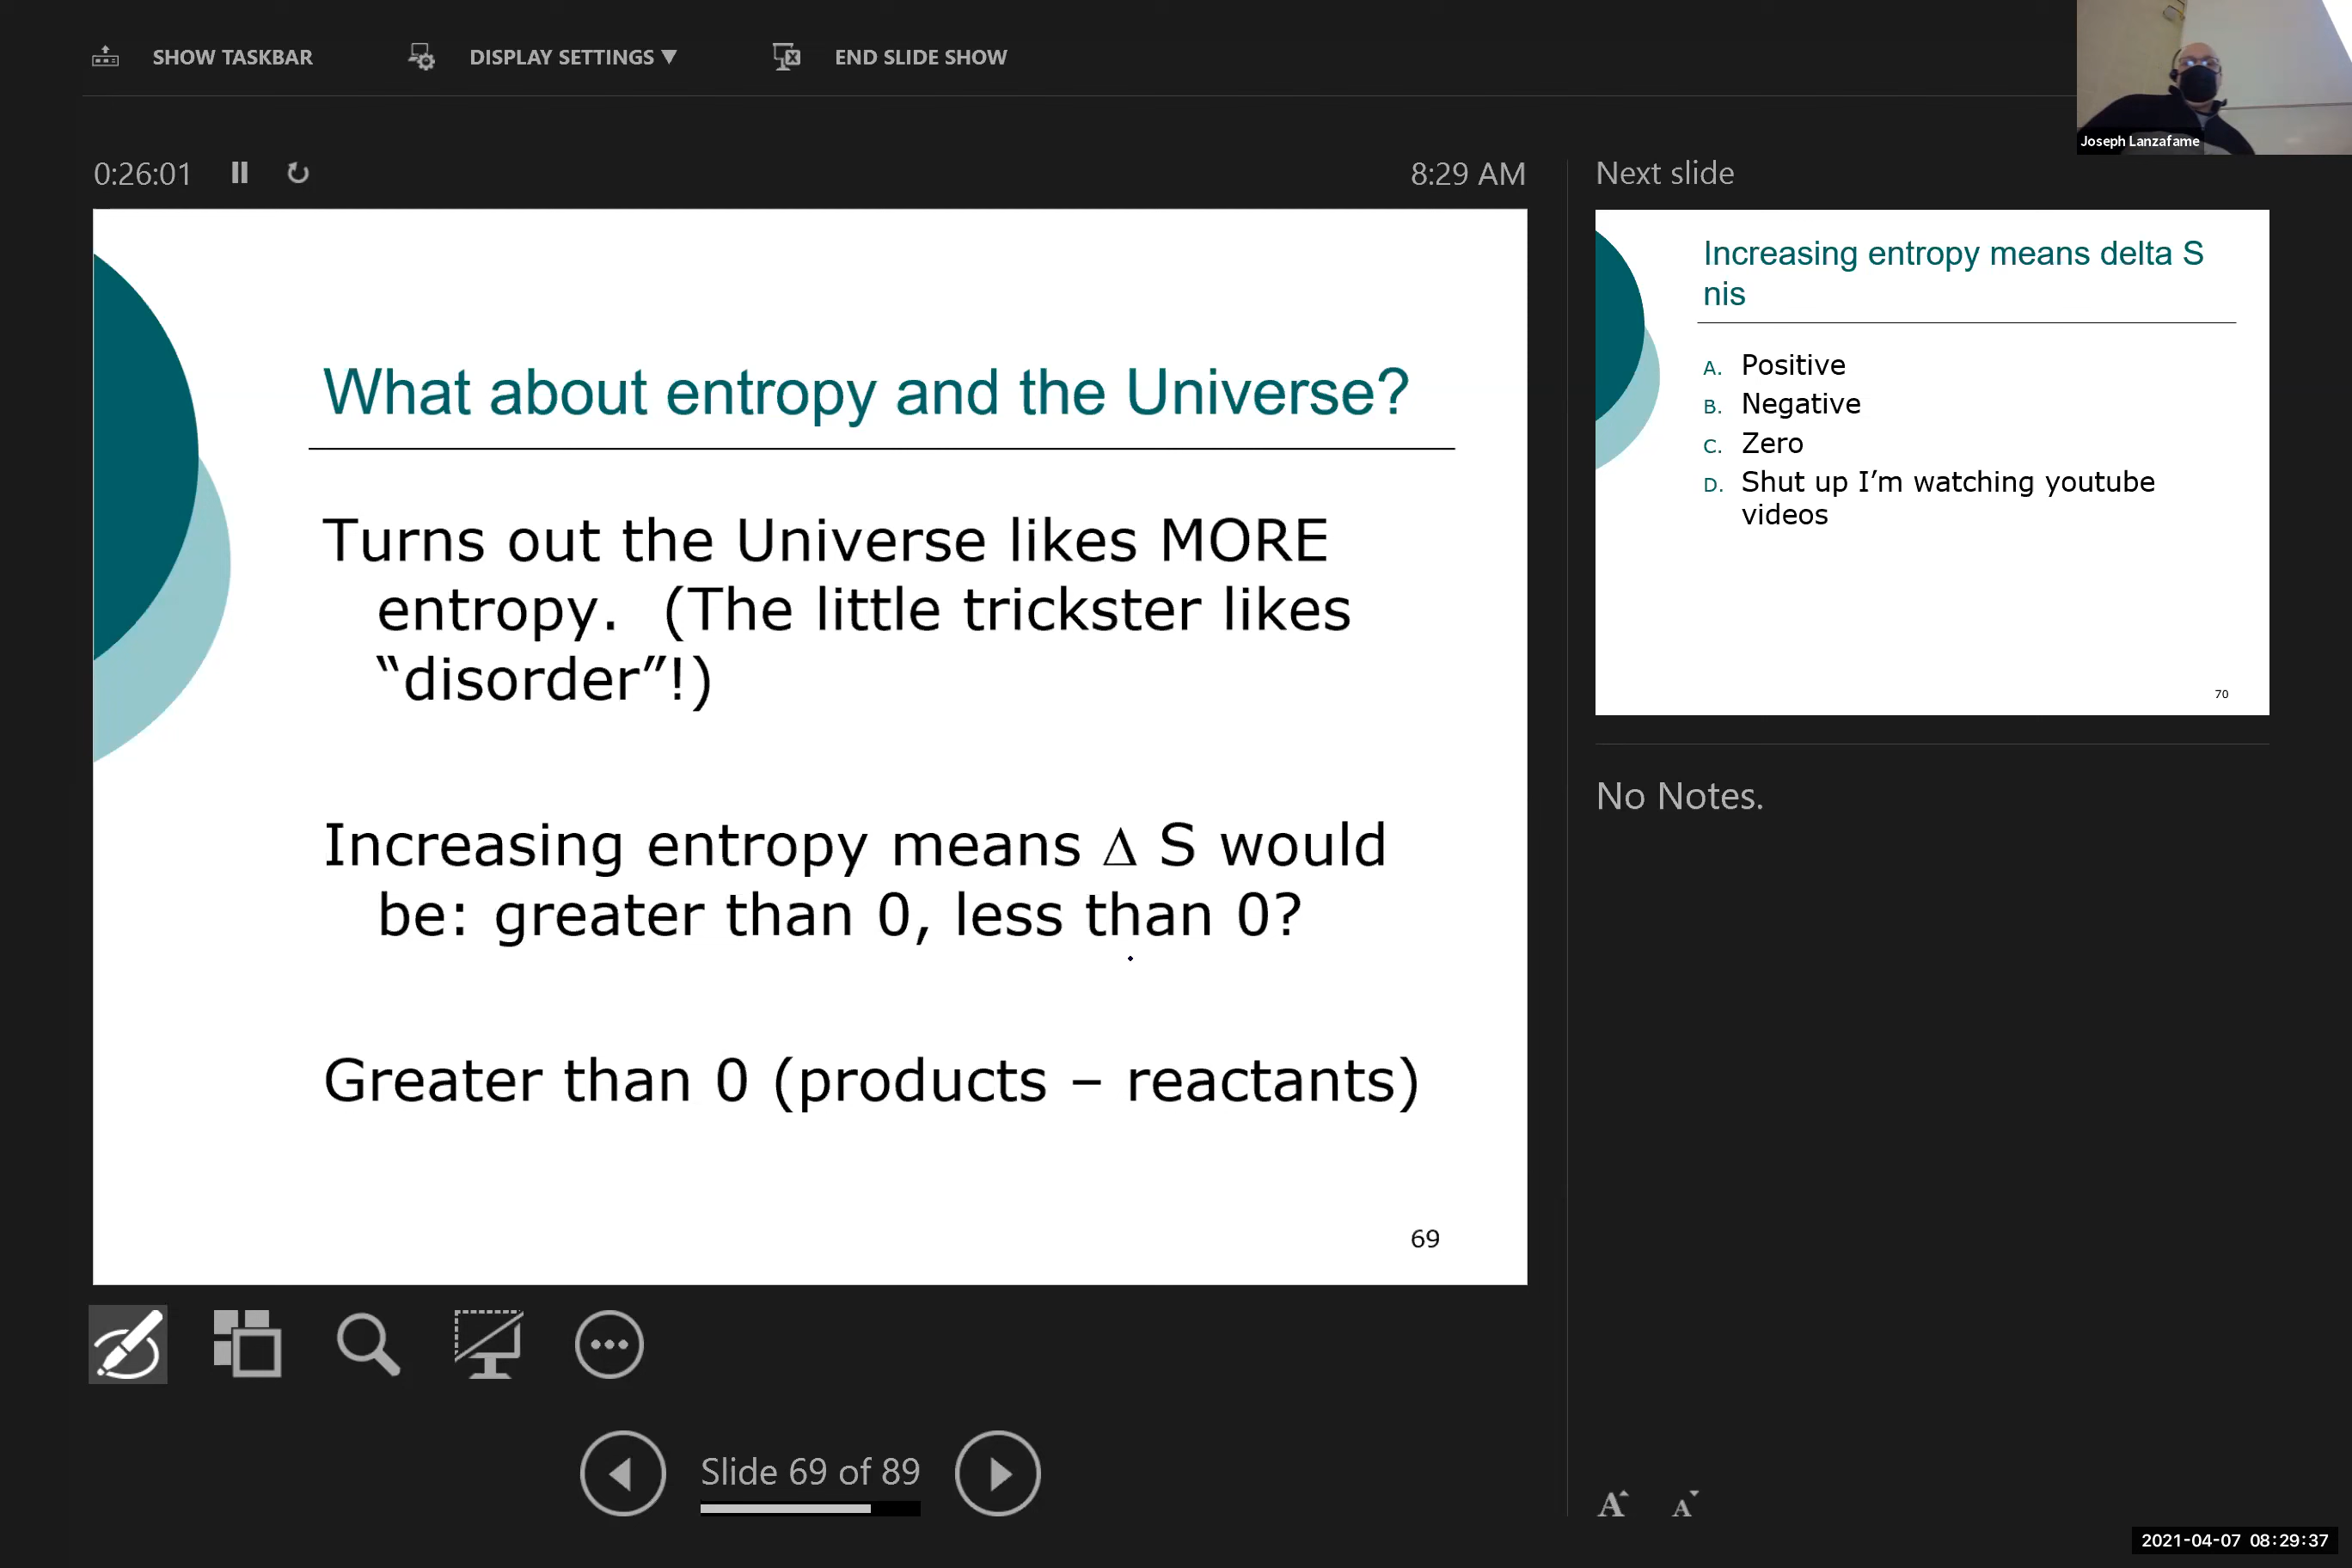 SHOW TASKBAR
DISPLAY SETTINGS ▼
END SLIDE SHOW
Joseph Lanzafame
0:26:01
8:29 AM
What about entropy and the Universe?
Turns out the Universe likes MORE
entropy.  (The little trickster likes
“disorder”!)
Increasing entropy means Δ S would
be: greater than 0, less than 0?
Greater than 0 (products – reactants)
69
Next slide
Increasing entropy means delta S
nis
A. Positive
B. Negative
C. Zero
D. Shut up I’m watching youtube
videos
70
No Notes.
Slide 69 of 89
A A
2021-04-07 08:29:37